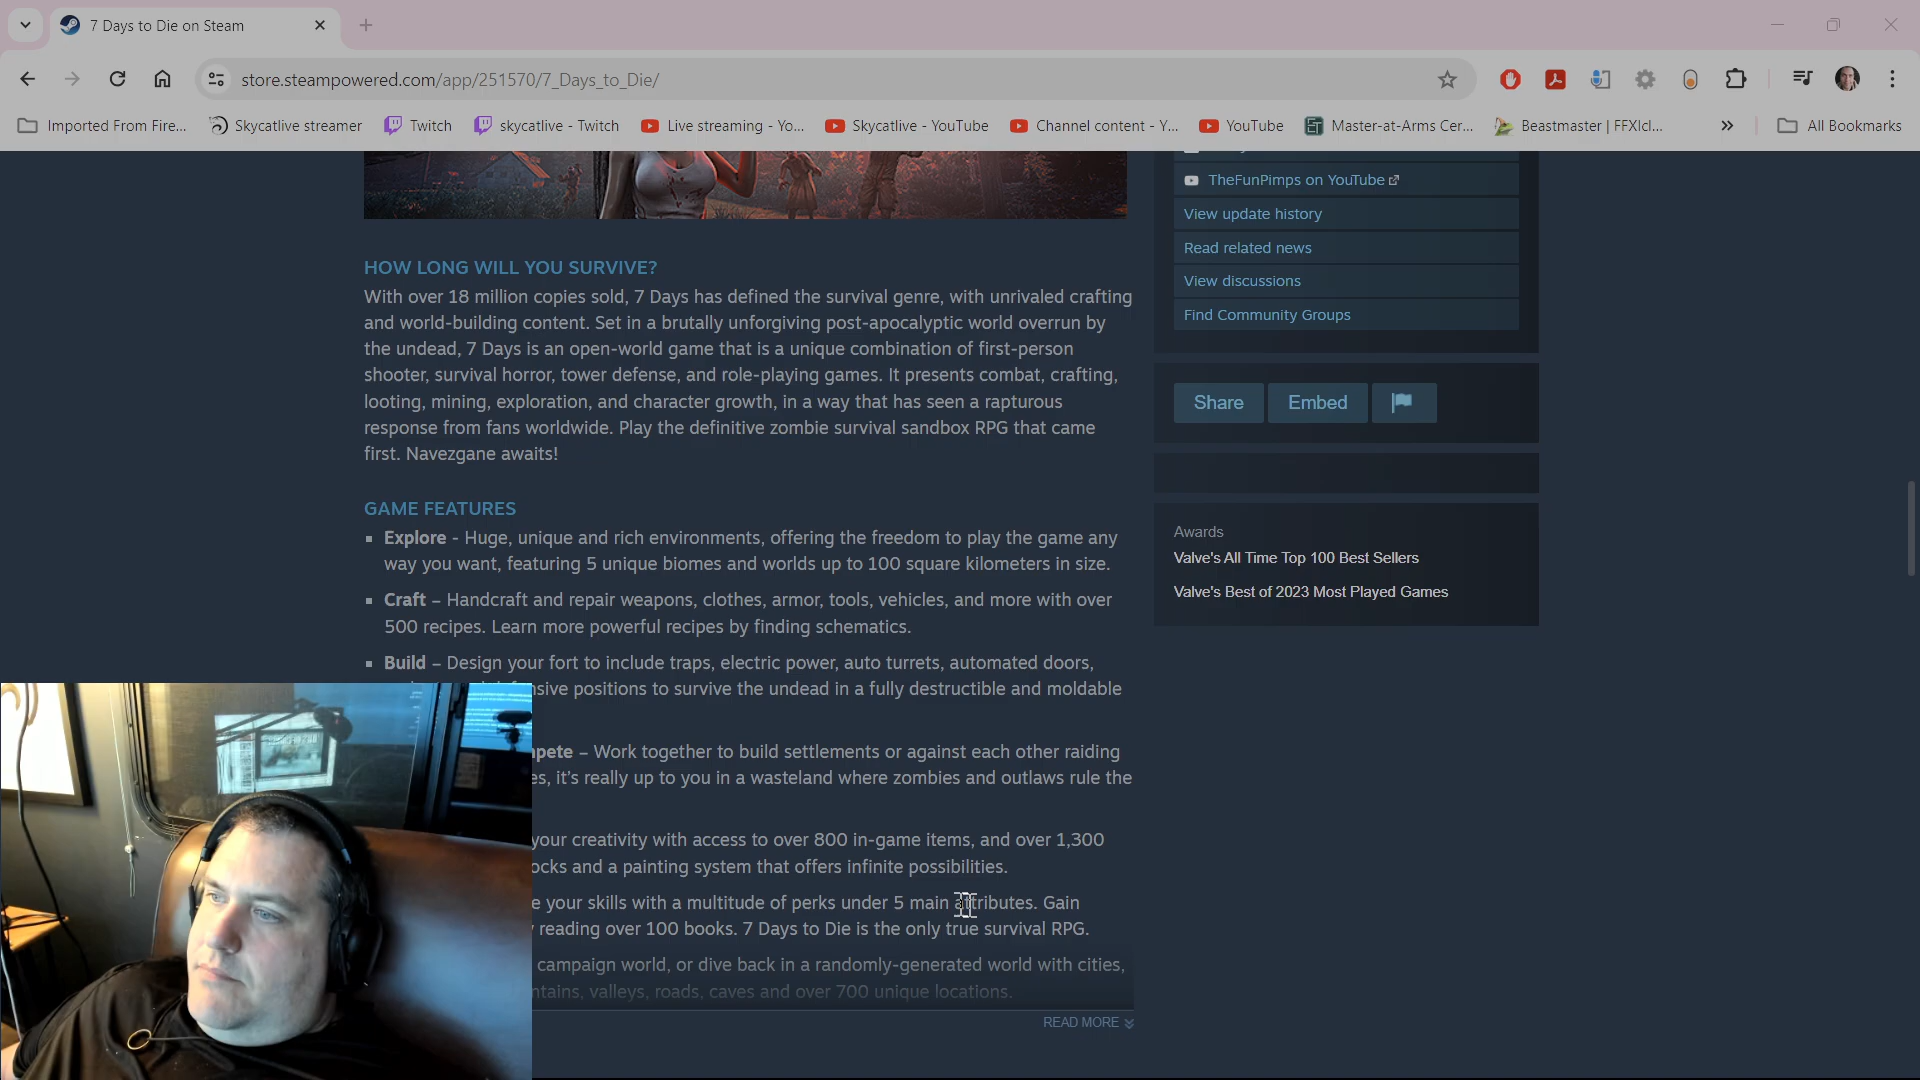 7 Days to Die on Steam
store.steampowered.com/app/251570/7_Days_to_Die/
Imported From Fire...
Skycatlive streamer
Twitch
skycatlive - Twitch
Live streaming - Yo...
Skycatlive - YouTube
Channel content - Y...
YouTube
Master-at-Arms Cer...
Beastmaster | FFXIcl...
All Bookmarks
HOW LONG WILL YOU SURVIVE?
With over 18 million copies sold, 7 Days has defined the survival genre, with unrivaled crafting
and world-building content. Set in a brutally unforgiving post-apocalyptic world overrun by
the undead, 7 Days is an open-world game that is a unique combination of first-person
shooter, survival horror, tower defense, and role-playing games. It presents combat, crafting,
looting, mining, exploration, and character growth, in a way that has seen a rapturous
response from fans worldwide. Play the definitive zombie survival sandbox RPG that came
first. Navezgane awaits!
GAME FEATURES
Explore - Huge, unique and rich environments, offering the freedom to play the game any
way you want, featuring 5 unique biomes and worlds up to 100 square kilometers in size.
Craft – Handcraft and repair weapons, clothes, armor, tools, vehicles, and more with over
500 recipes. Learn more powerful recipes by finding schematics.
Build – Design your fort to include traps, electric power, auto turrets, automated doors,
nsive positions to survive the undead in a fully destructible and moldable
pete – Work together to build settlements or against each other raiding
es, it's really up to you in a wasteland where zombies and outlaws rule the
your creativity with access to over 800 in-game items, and over 1,300
ocks and a painting system that offers infinite possibilities.
e your skills with a multitude of perks under 5 main attributes. Gain
reading over 100 books. 7 Days to Die is the only true survival RPG.
campaign world, or dive back in a randomly-generated world with cities,
ntains, valleys, roads, caves and over 700 unique locations.
READ MORE
TheFunPimps on YouTube
View update history
Read related news
View discussions
Find Community Groups
Share
Embed
Awards
Valve's All Time Top 100 Best Sellers
Valve's Best of 2023 Most Played Games